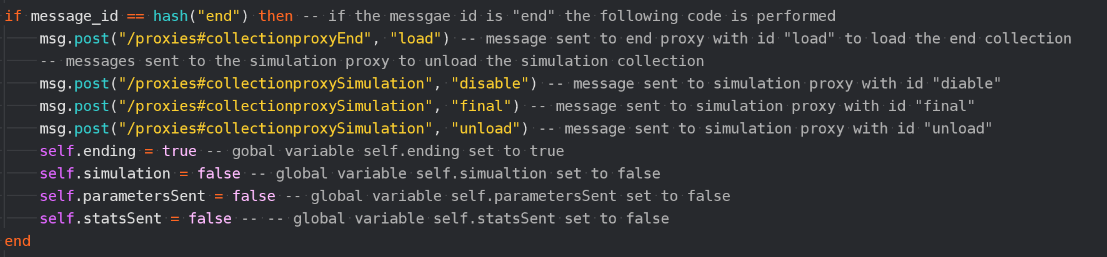 if message_id == hash("end") then -- if the messgae id is "end" the following code is performed
msg.post("/proxies#collectionproxyEnd", "load") -- message sent to end proxy with id "load" to load the end collection
-- messages sent to the simulation proxy to unload the simulation collection
msg.post("/proxies#collectionproxySimulation", "disable") -- message sent to simulation proxy with id "diable"
msg.post("/proxies#collectionproxySimulation", "final") -- message sent to simulation proxy with id "final"
msg.post("/proxies#collectionproxySimulation", "unload") -- message sent to simulation proxy with id "unload"
self.ending = true -- gobal variable self.ending set to true
self.simulation = false -- global variable self.simualtion set to false
self.parametersSent = false -- global variable self.parametersSent set to false
self.statsSent = false -- -- global variable self.statsSent set to false
end